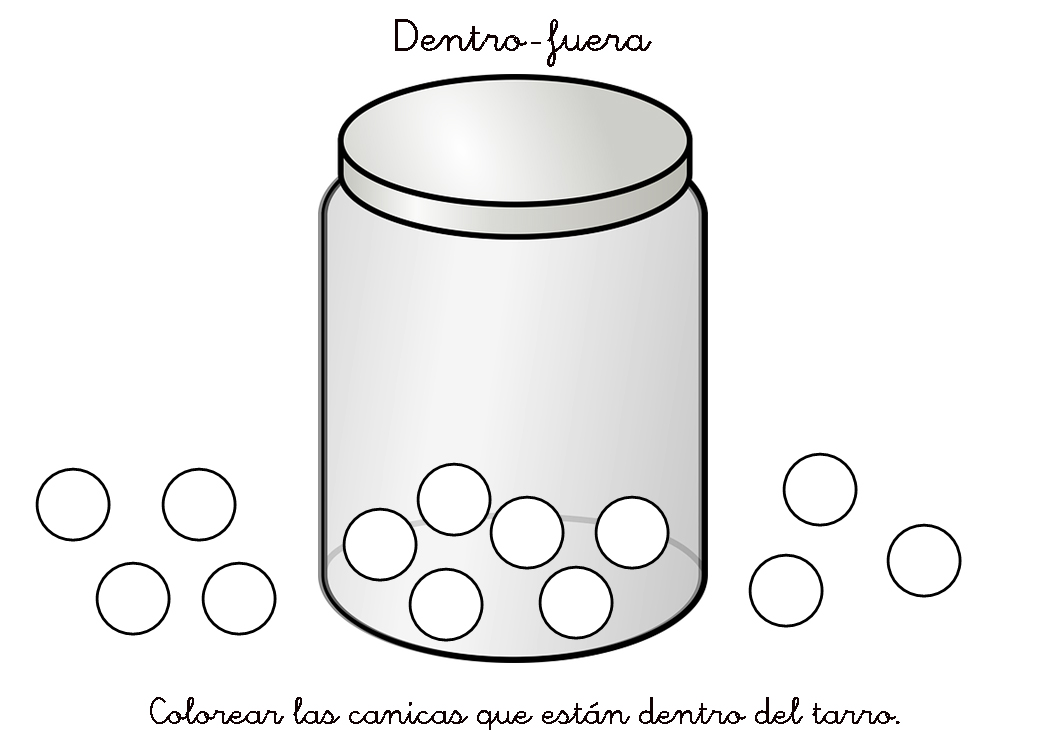 Dentro-fuera
Colorear las canicas que están dentro del tarro.